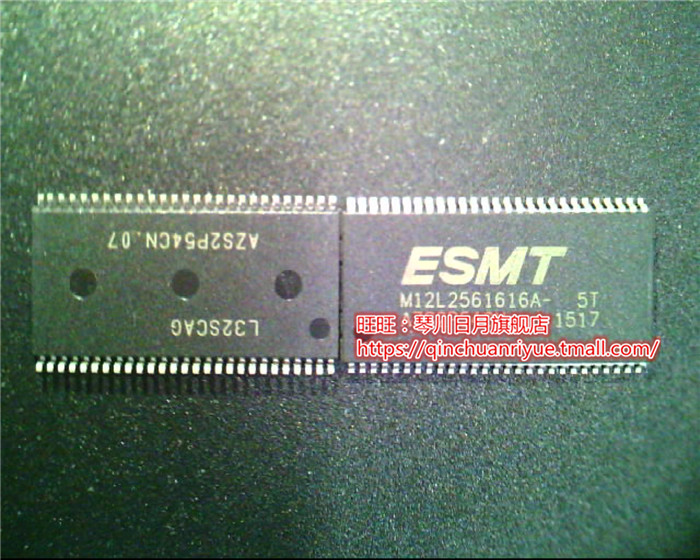 AZS2P54CN.07
L32SCAG
ESMT
M12L2561616A- 5T
1517
旺旺:琴川日月旗舰店
https://qinchuanriyue.tmall.com/